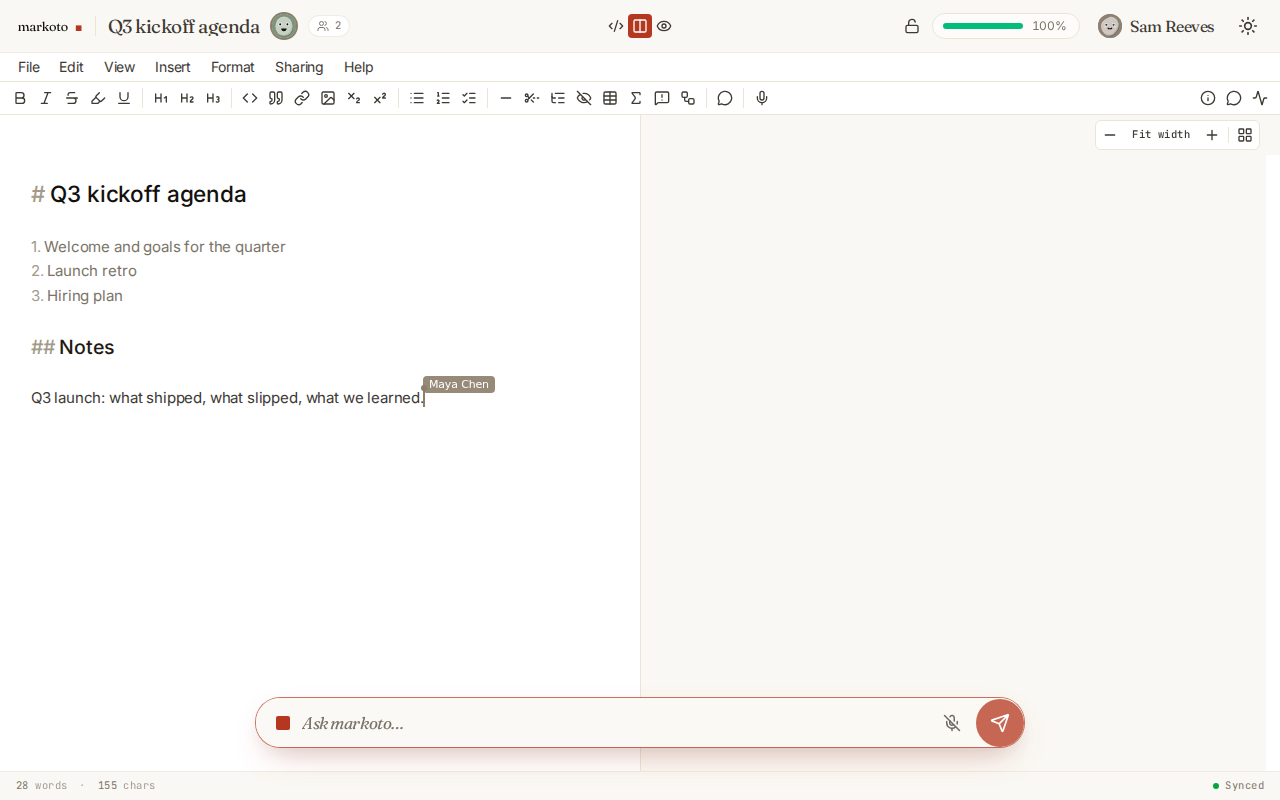 markoto
Q3 kickoff agenda
2
100%
Sam Reeves
File Edit View Insert Format Sharing Help
H1 H2 H3
x2 x2
Fit width
# Q3 kickoff agenda
1. Welcome and goals for the quarter
2. Launch retro
3. Hiring plan
## Notes
Maya Chen
Q3 launch: what shipped, what slipped, what we learned.
Ask markoto...
28 words · 155 chars
Synced